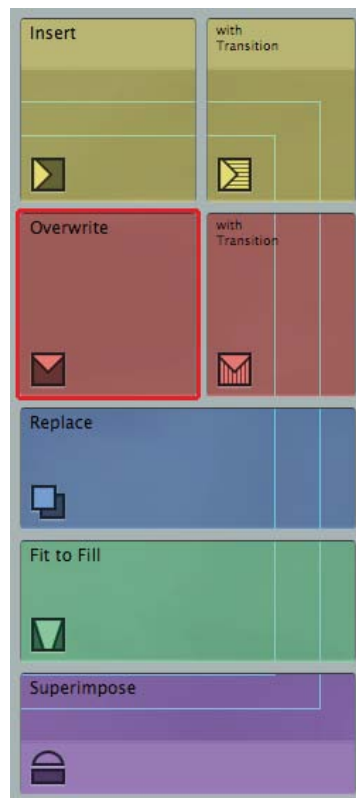 Insert
with
Transition
Overwrite
with
Transition
Replace
Fit to Fill
Superimpose